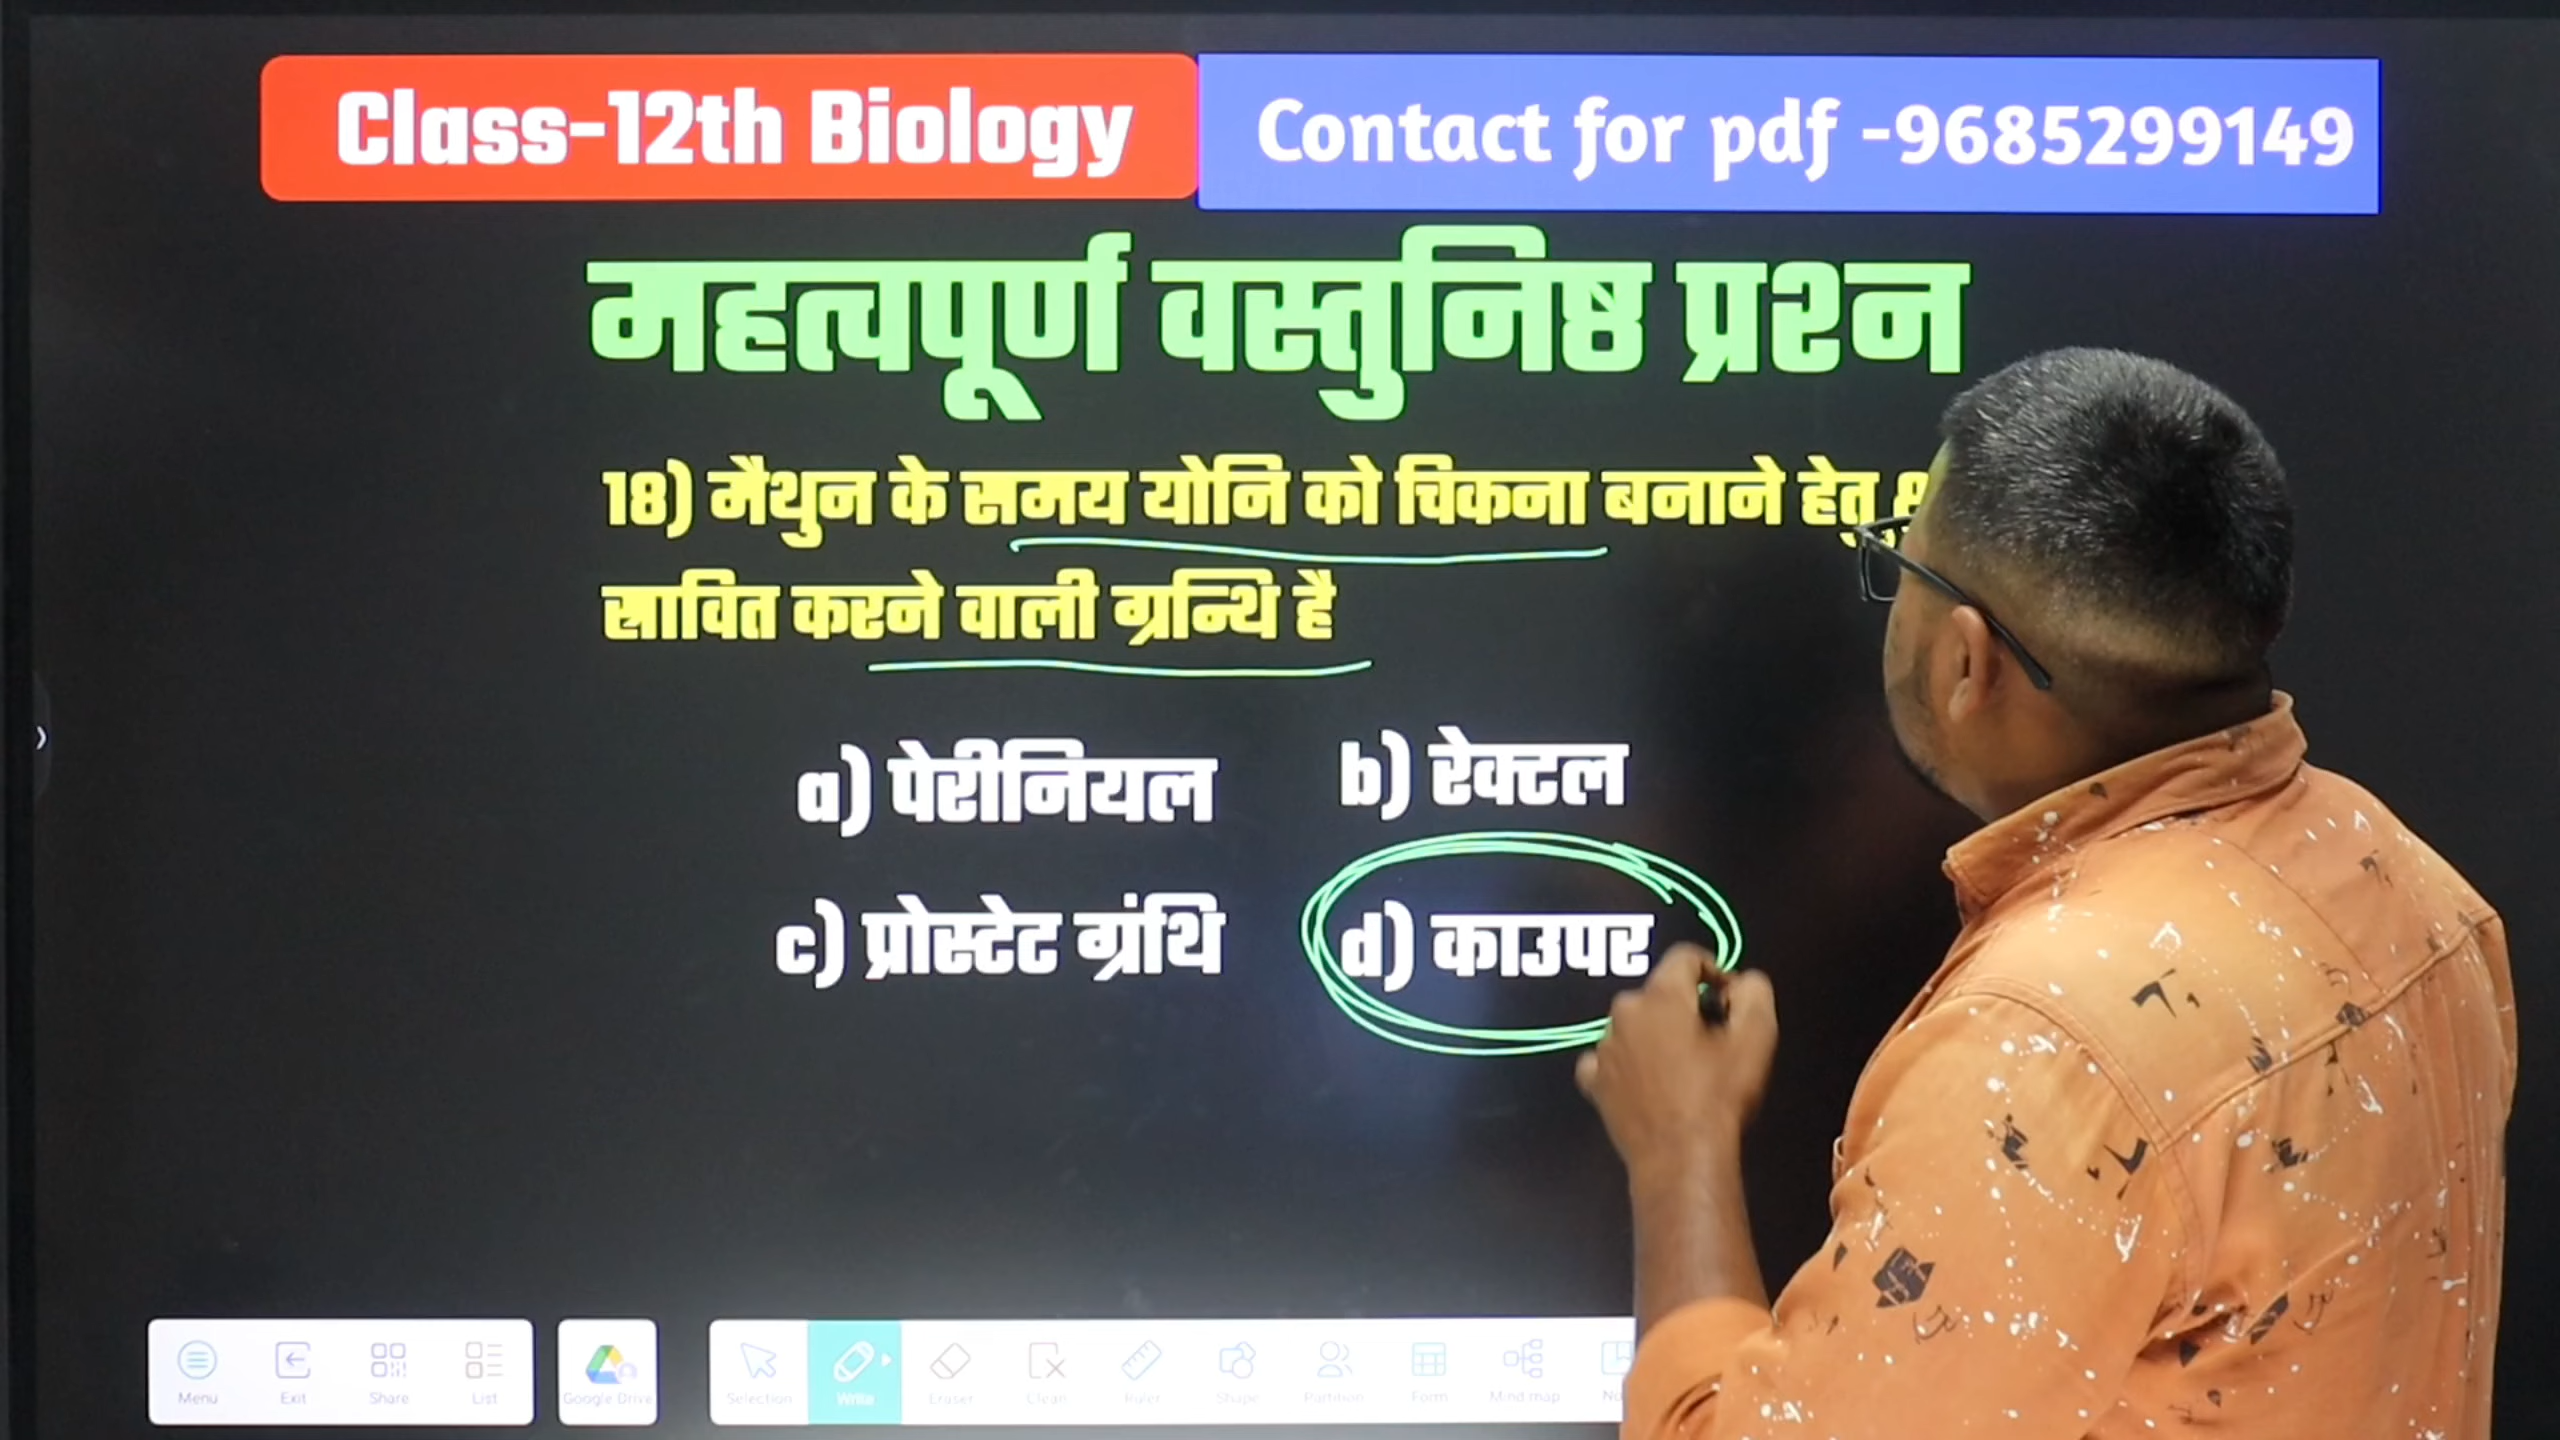 Class-12th Biology
Contact for pdf -9685299149
महत्वपूर्ण वस्तुनिष्ठ प्रश्न
18) मैथुन के समय योनि को चिकना बनाने हेतु
स्रावित करने वाली ग्रन्थि है
a) पेरीनियल
b) रेक्टल
c) प्रोस्टेट ग्रंथि
d) काउपर
Menu
Exit
Share
List
Google Drive
Selection
Write
Eraser
Clean
Ruler
Shape
Partition
Form
Mind map